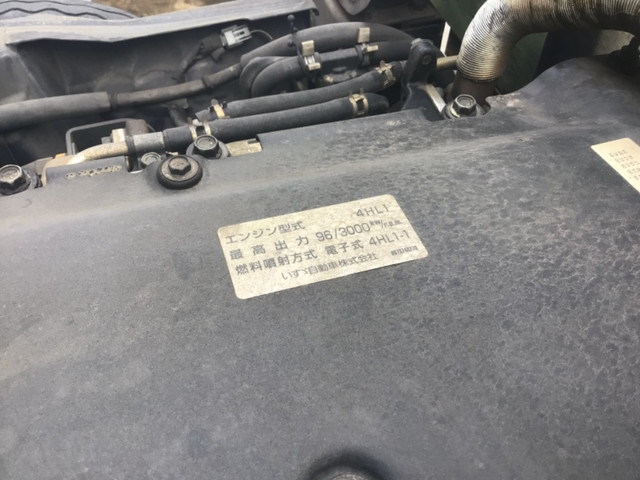 エンジン型式 4HL1
最高出力 96/3000kW/r.p.m.
燃料噴射方式 電子式 4HL1-1
いすゞ自動車株式会社